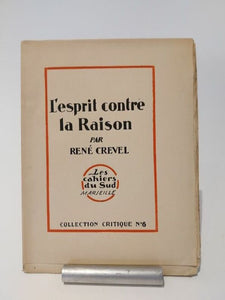 L'esprit contre
la Raison
PAR
RENÉ CREVEL
Les
cahiers
du Sud
MARSEILLE
COLLECTION CRITIQUE N°6